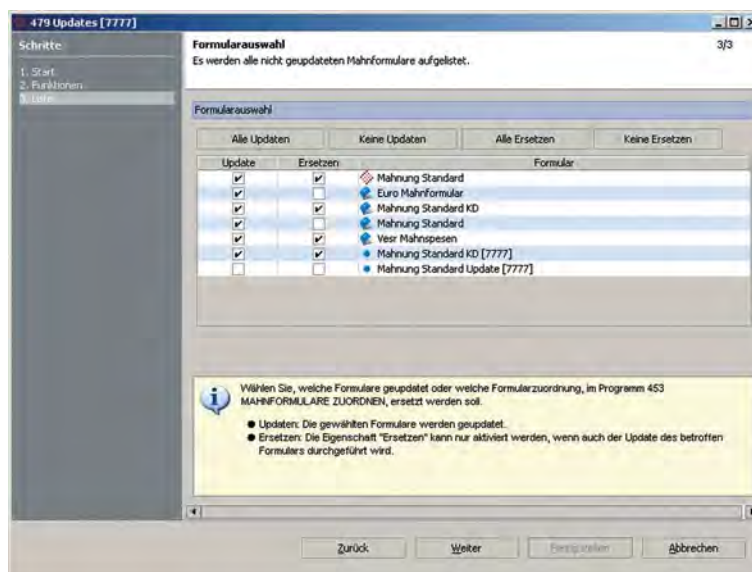 479 Updates [7777]
Schritte
1. Start
2. Funktionen
3. Liste
Formularauswahl
3/3
Es werden alle nicht geupdateten Mahnformulare aufgelistet.
Formularauswahl
Alle Updaten
Keine Updaten
Alle Ersetzen
Keine Ersetzen
Update Ersetzen Formular
Mahnung Standard
Euro Mahnformular
Mahnung Standard KD
Mahnung Standard
Vesr Mahnspesen
Mahnung Standard KD [7777]
Mahnung Standard Update [7777]
Wählen Sie, welche Formulare geupdatet oder welche Formularzuordnung, im Programm 453
MAHNFORMULARE ZUORDNEN, ersetzt werden soll.
● Updaten: Die gewählten Formulare werden geupdatet.
● Ersetzen: Die Eigenschaft "Ersetzen" kann nur aktiviert werden, wenn auch der Update des betroffen
Formulars durchgeführt wird.
Zurück
Weiter
Fertigstellen
Abbrechen